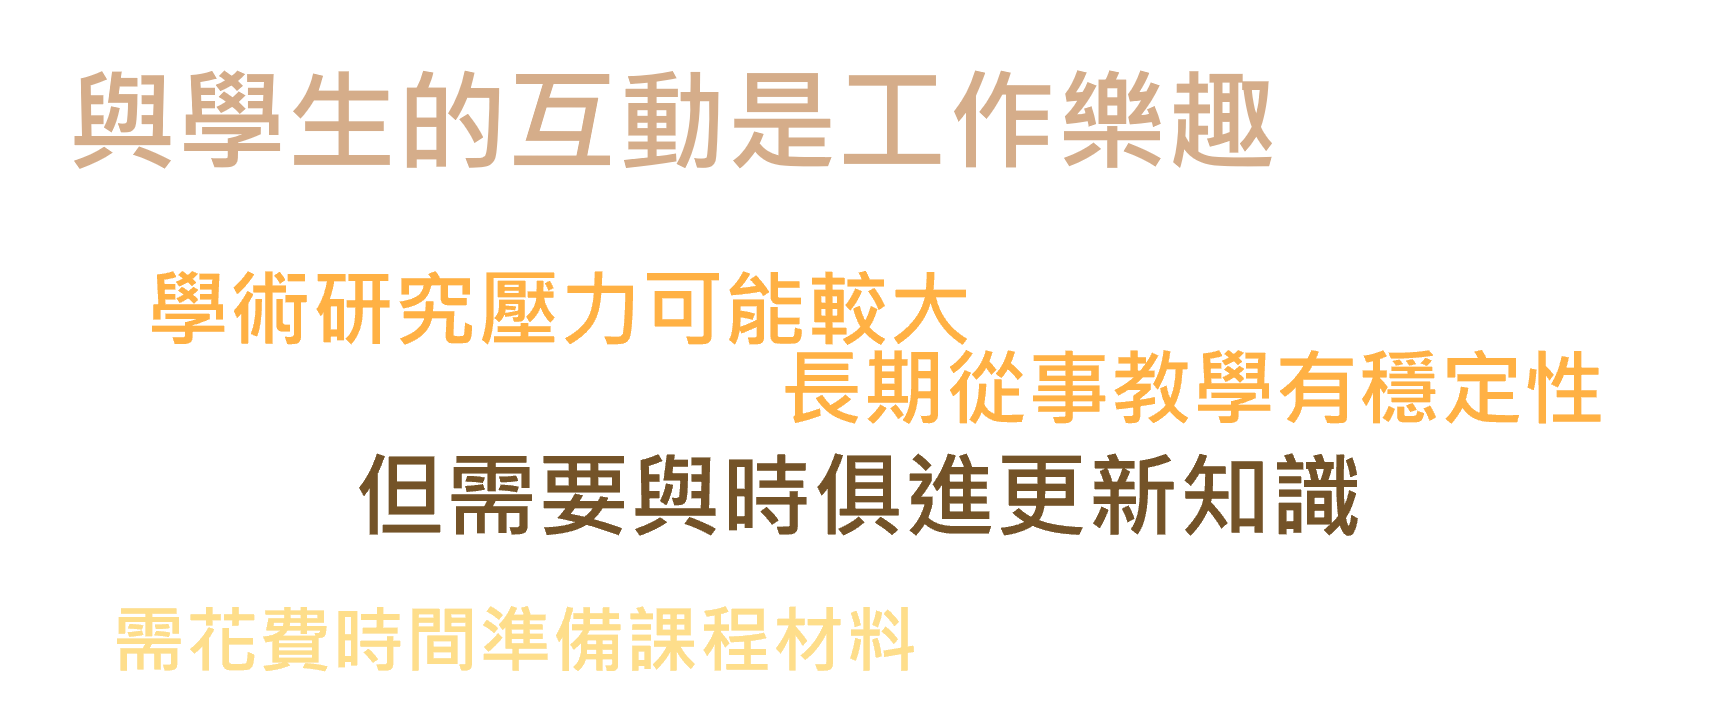 與學生的互動是工作樂趣
學術研究壓力可能較大
長期從事教學有穩定性
但需要與時俱進更新知識
需花費時間準備課程材料